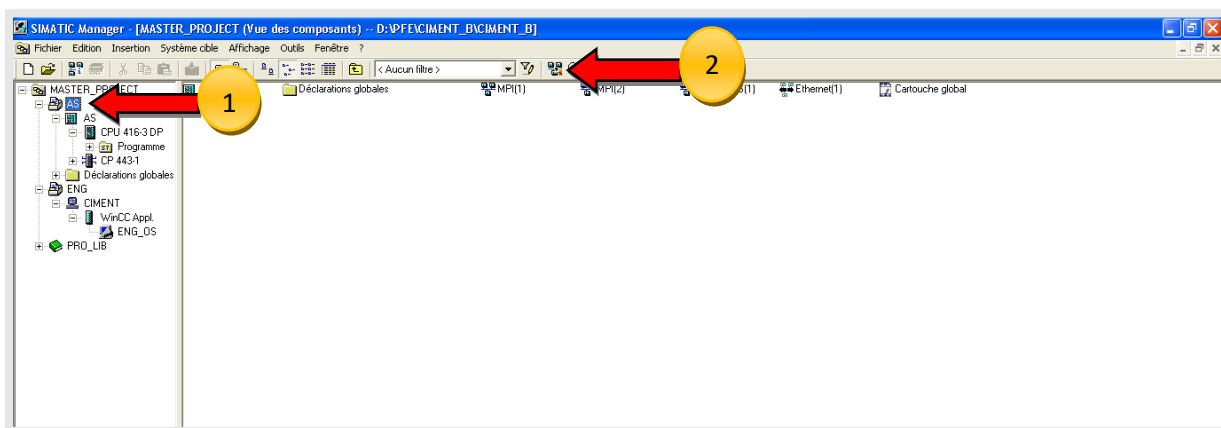 SIMATIC Manager - [MASTER_PROJECT (Vue des composants) -- D:\PFE\CIMENT_B\CIMENT_B]
Fichier Edition Insertion Système cible Affichage Outils Fenêtre ?
< Aucun filtre >
2
MASTER_PROJECT
Déclarations globales MPI(1) MPI(2) (1) Ethernet(1) Cartouche global
AS
1
AS
CPU 416-3 DP
Programme
CP 443-1
Déclarations globales
ENG
CIMENT
WinCC Appl.
ENG_OS
PRO_LIB